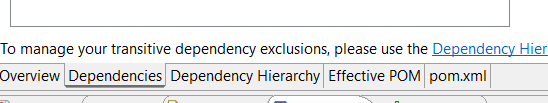 To manage your transitive dependency exclusions, please use the Dependency Hier
Overview Dependencies Dependency Hierarchy Effective POM pom.xml